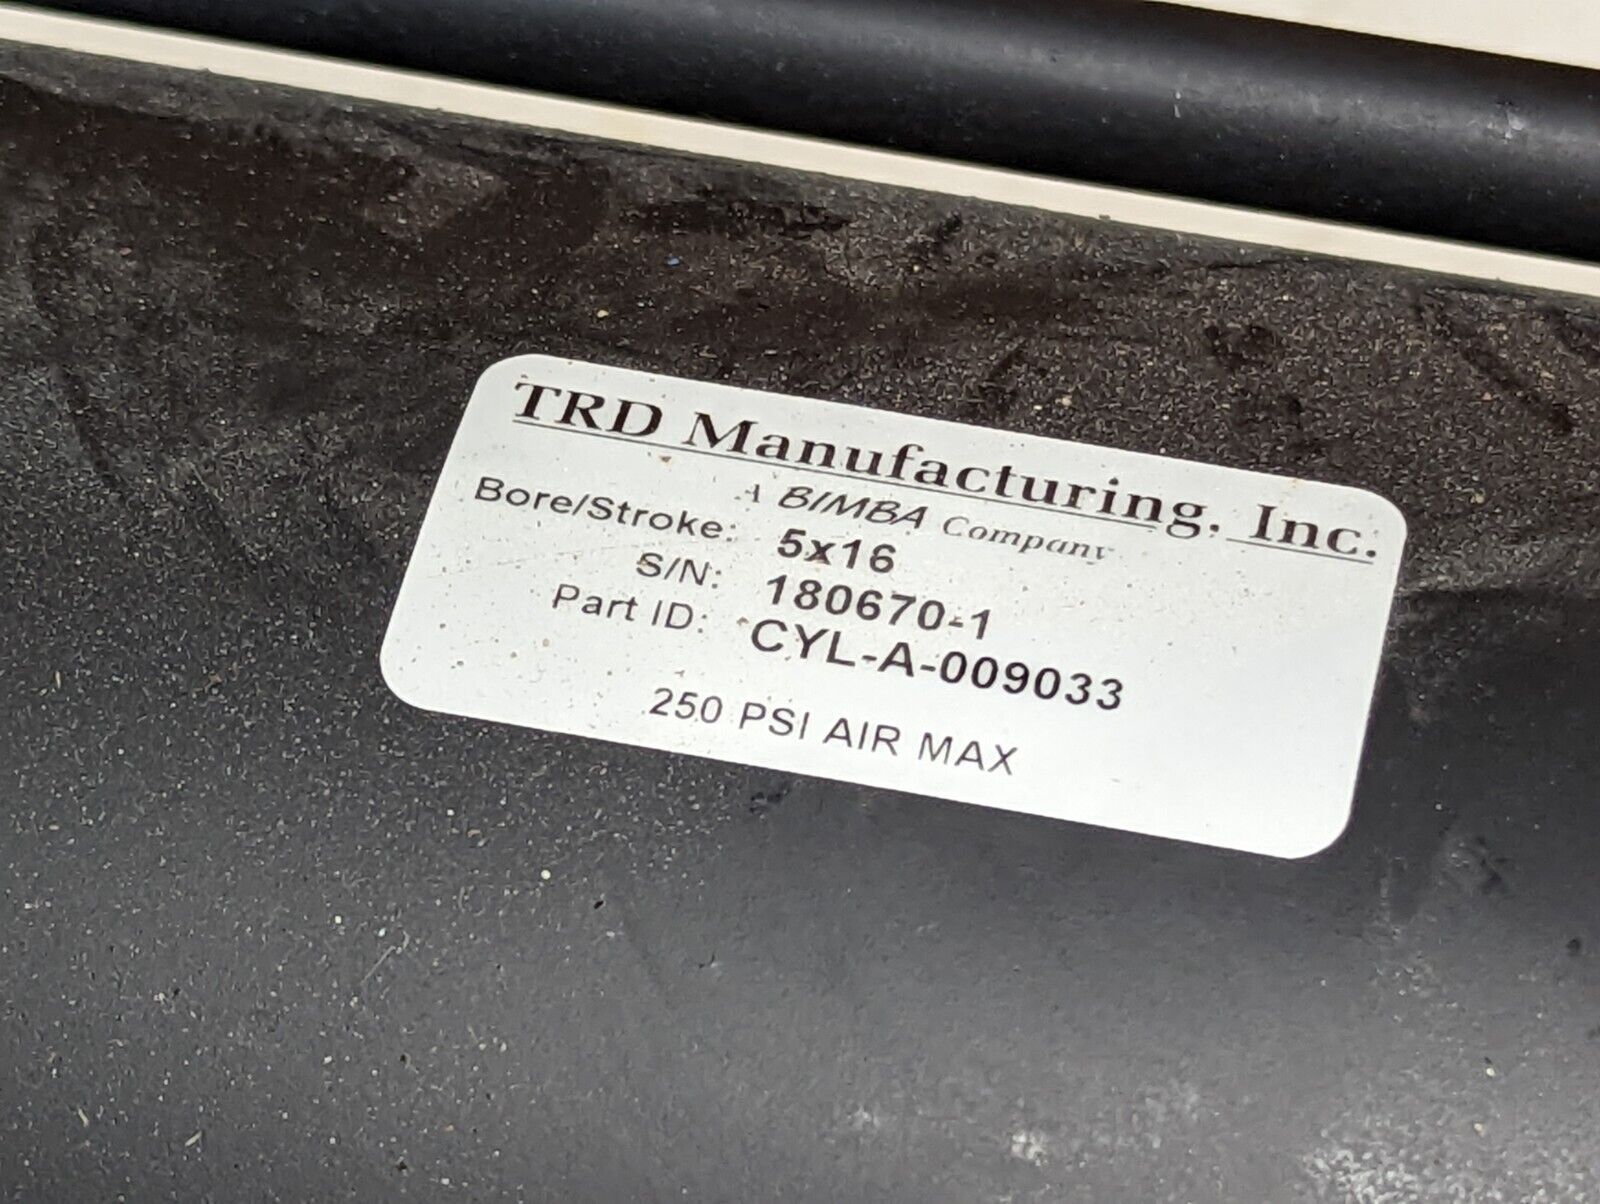 TRD Manufacturing, Inc.
A BIMBA Company
Bore/Stroke: 5x16
S/N: 180670-1
Part ID: CYL-A-009033
250 PSI AIR MAX